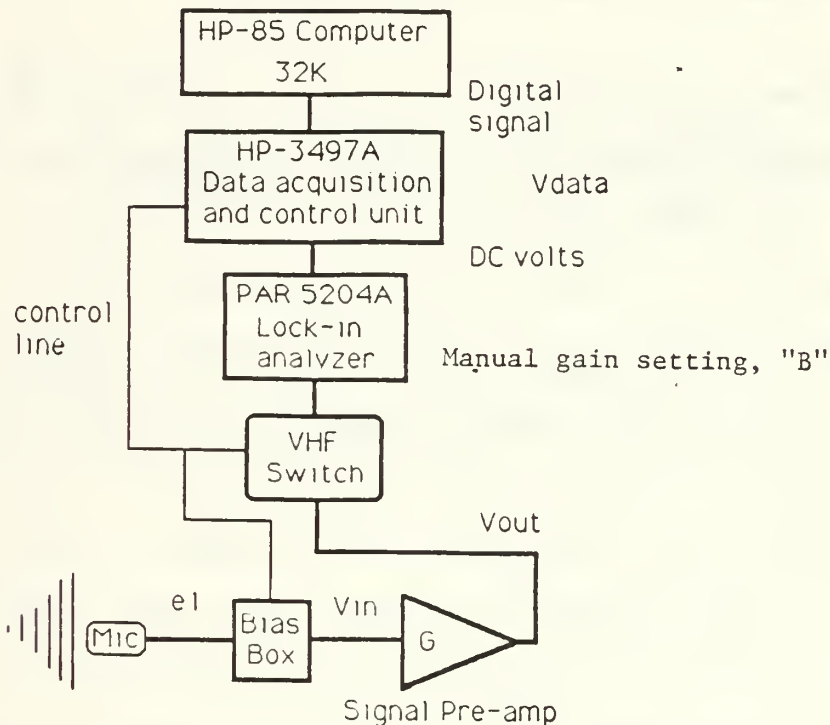 HP-85 Computer
32K
Digital
signal
HP-3497A
Data acquisition
and control unit
Vdata
DC volts
PAR 5204A
Lock-in
analyzer
Manual gain setting, "B"
control
line
VHF
Switch
Vout
Mic
e1
Bias
Box
Vin
G
Signal Pre-amp